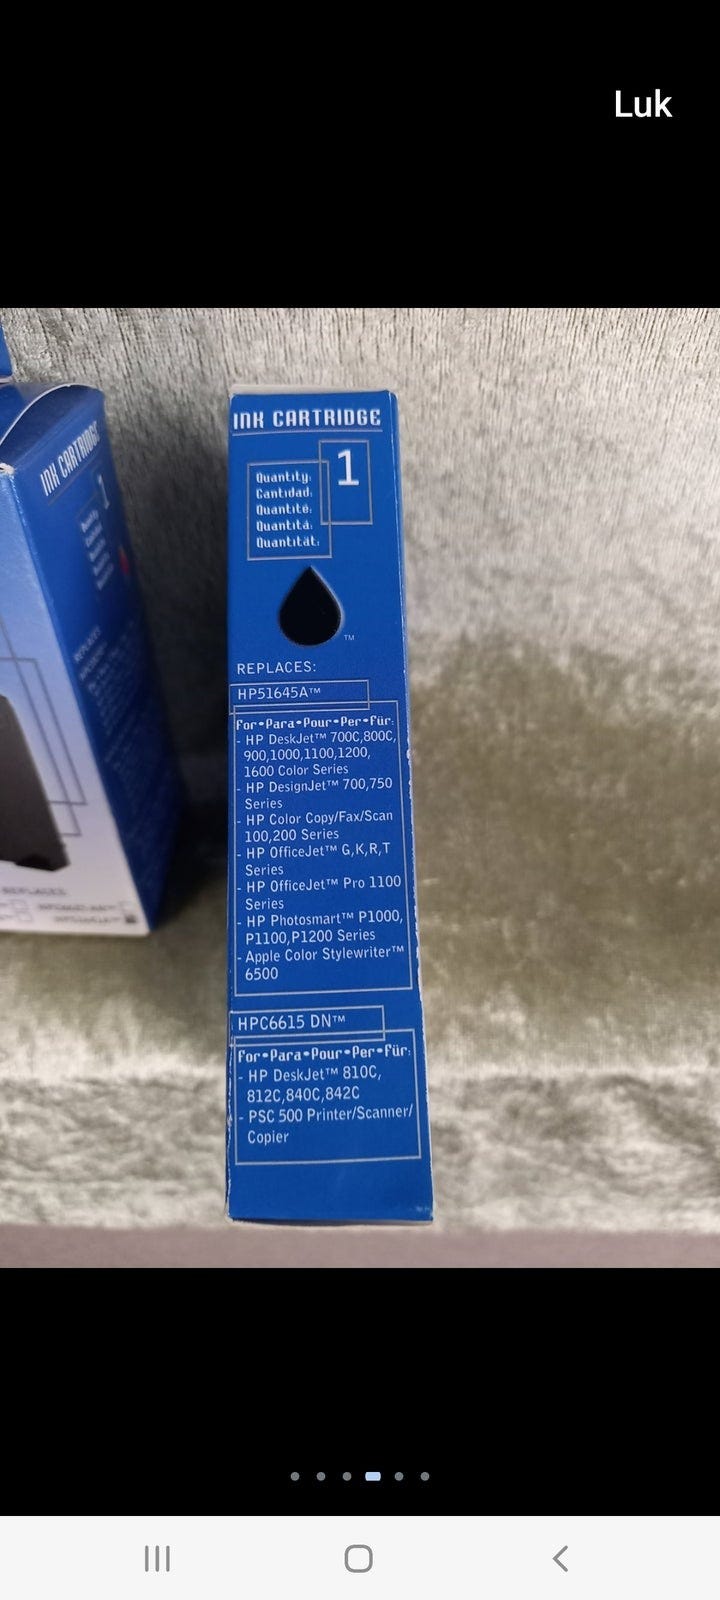 Luk
INK CARTRIDGE
1
Quantity:
Cantidad:
Quantité:
Quantitá:
Quantität:
TM
REPLACES:
HP51645A™
For•Para•Pour•Per•für:
- HP DeskJet™ 700C,800C,
900,1000,1100,1200,
1600 Color Series
- HP DesignJet™ 700,750
Series
- HP Color Copy/Fax/Scan
100,200 Series
- HP OfficeJet™ G,K,R,T
Series
- HP OfficeJet™ Pro 1100
Series
- HP Photosmart™ P1000,
P1100,P1200 Series
- Apple Color Stylewriter™
6500
HPC6615 DN™
For•Para•Pour•Per•für:
- HP DeskJet™ 810C,
812C,840C,842C
- PSC 500 Printer/Scanner/
Copier
INK CARTRIDGE
1
REPLACES